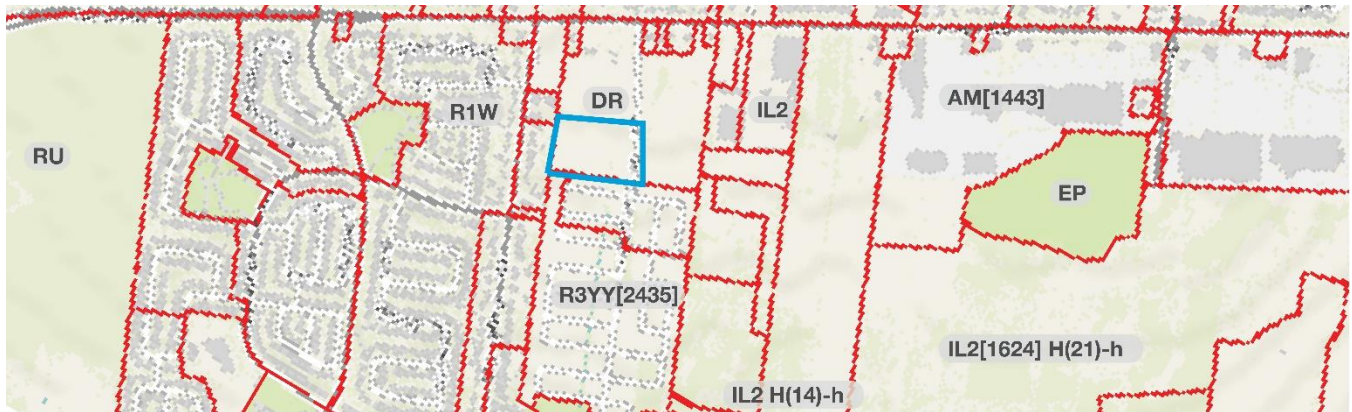 DR
AM[1443]
R1W
IL2
RU
EP
R3YY[2435]
IL2[1624] H(21)-h
IL2 H(14)-h